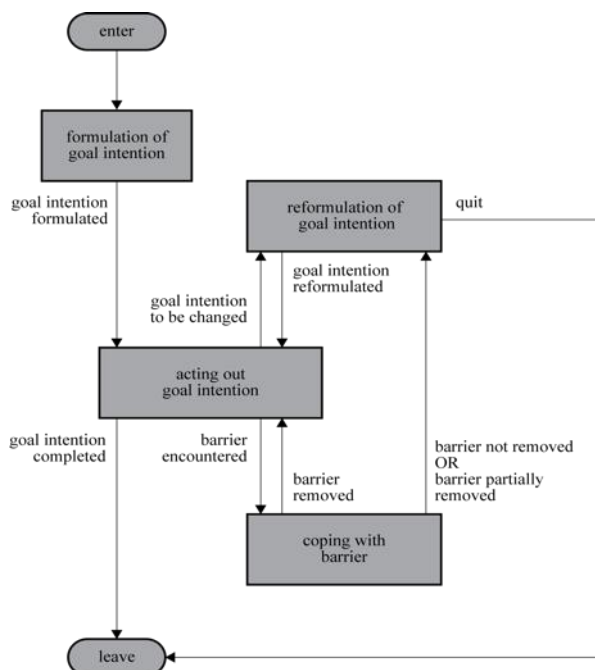 enter
formulation of
goal intention
goal intention
formulated
reformulation of
goal intention
quit
goal intention
reformulated
goal intention
to be changed
acting out
goal intention
goal intention
completed
barrier
encountered
barrier
removed
barrier not removed
OR
barrier partially
removed
coping with
barrier
leave